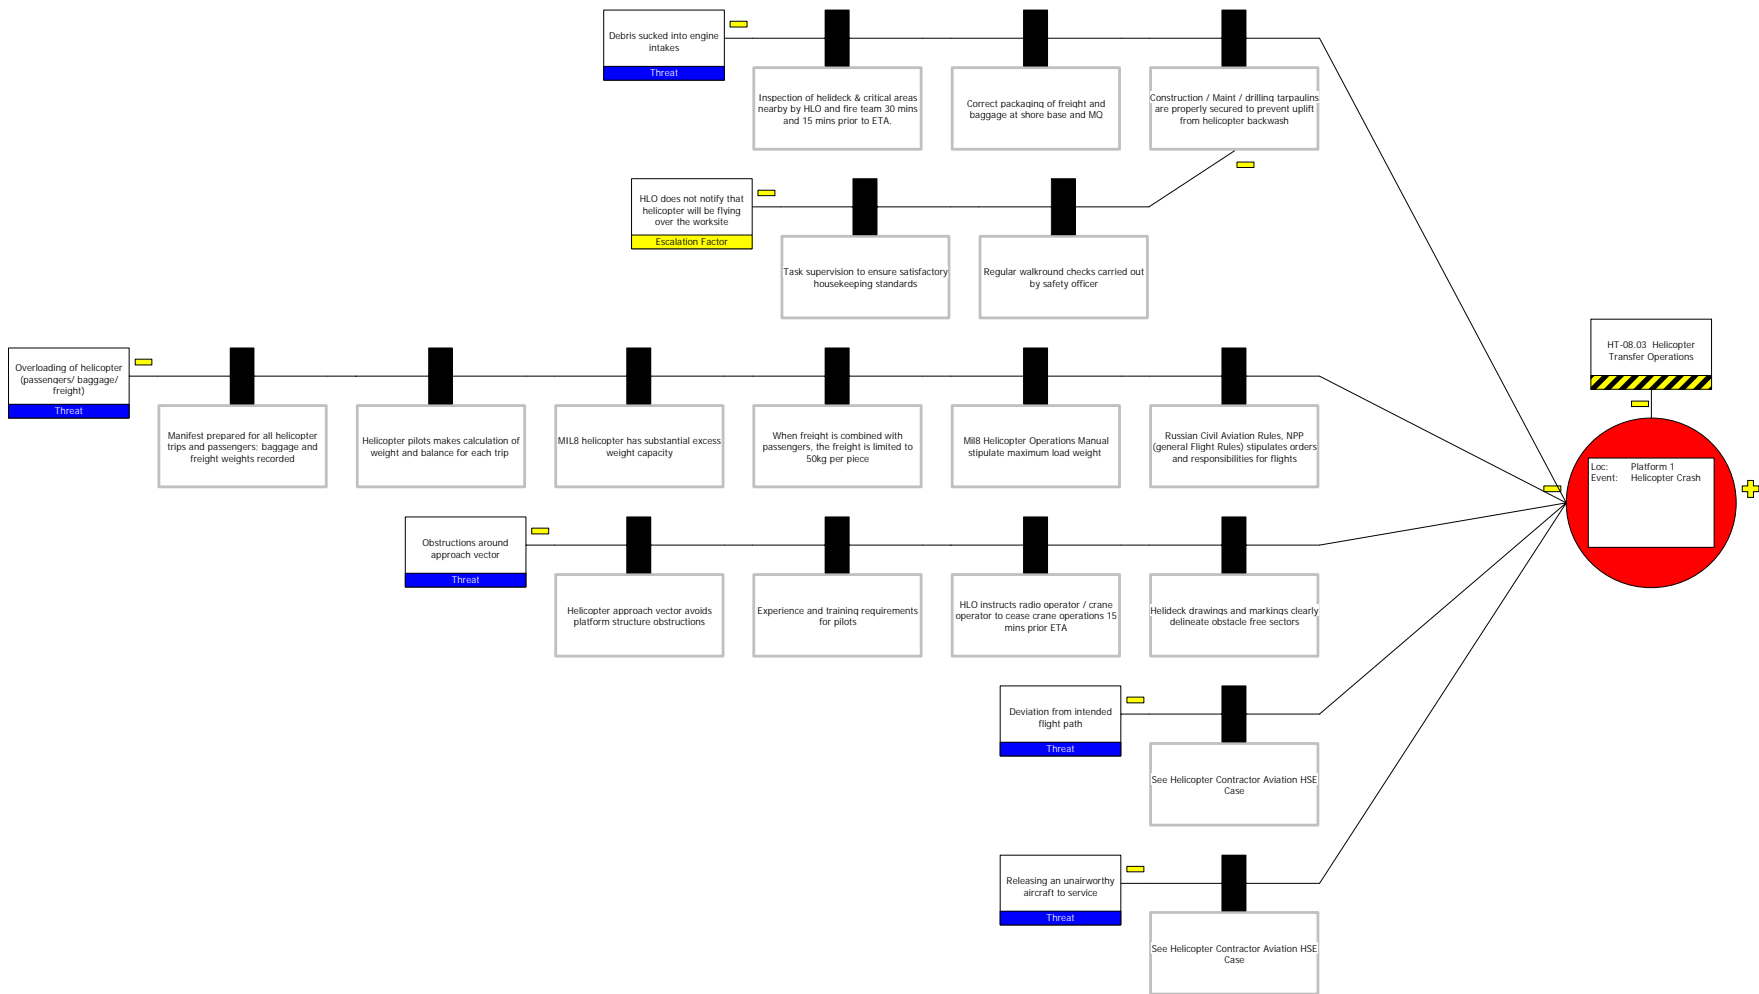 Debris sucked into engine
intakes
Threat
Inspection of helideck & critical areas
nearby by HLO and fire team 30 mins
and 15 mins prior to ETA.
Correct packaging of freight and
baggage at shore base and MQ
Construction / Maint / drilling tarpaulins
are properly secured to prevent uplift
from helicopter backwash
HLO does not notify that
helicopter will be flying
over the worksite
Escalation Factor
Task supervision to ensure satisfactory
housekeeping standards
Regular walkround checks carried out
by safety officer
HT-08.03 Helicopter
Transfer Operations
Overloading of helicopter
(passengers/ baggage/
freight)
Threat
Manifest prepared for all helicopter
trips and passengers; baggage and
freight weights recorded
Helicopter pilots makes calculation of
weight and balance for each trip
MIL8 helicopter has substantial excess
weight capacity
When freight is combined with
passengers, the freight is limited to
50kg per piece
Mil8 Helicopter Operations Manual
stipulate maximum load weight
Russian Civil Aviation Rules, NPP
(general Flight Rules) stipulates orders
and responsibilities for flights
Loc: Platform 1
Event: Helicopter Crash
Obstructions around
approach vector
Threat
Helicopter approach vector avoids
platform structure obstructions
Experience and training requirements
for pilots
HLO instructs radio operator / crane
operator to cease crane operations 15
mins prior ETA
Helideck drawings and markings clearly
delineate obstacle free sectors
Deviation from intended
flight path
Threat
See Helicopter Contractor Aviation HSE
Case
Releasing an unairworthy
aircraft to service
Threat
See Helicopter Contractor Aviation HSE
Case